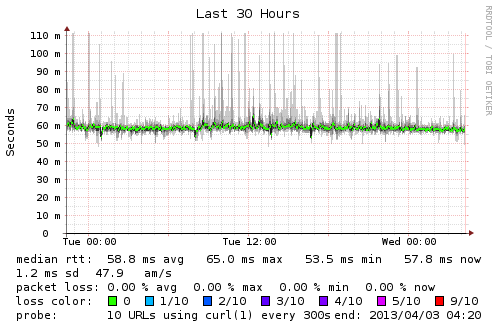 Last 30 Hours
RRDTOOL / TOBI OETIKER
Seconds
110 m
100 m
90 m
80 m
70 m
60 m
50 m
40 m
30 m
20 m
10 m
0
Tue 00:00 Tue 12:00 Wed 00:00
median rtt: 58.8 ms avg 65.0 ms max 53.5 ms min 57.8 ms now
1.2 ms sd 47.9 am/s
packet loss: 0.00 % avg 0.00 % max 0.00 % min 0.00 % now
loss color: 0 1/10 2/10 3/10 4/10 5/10 9/10
probe: 10 URLs using curl(1) every 300s end: 2013/04/03 04:20